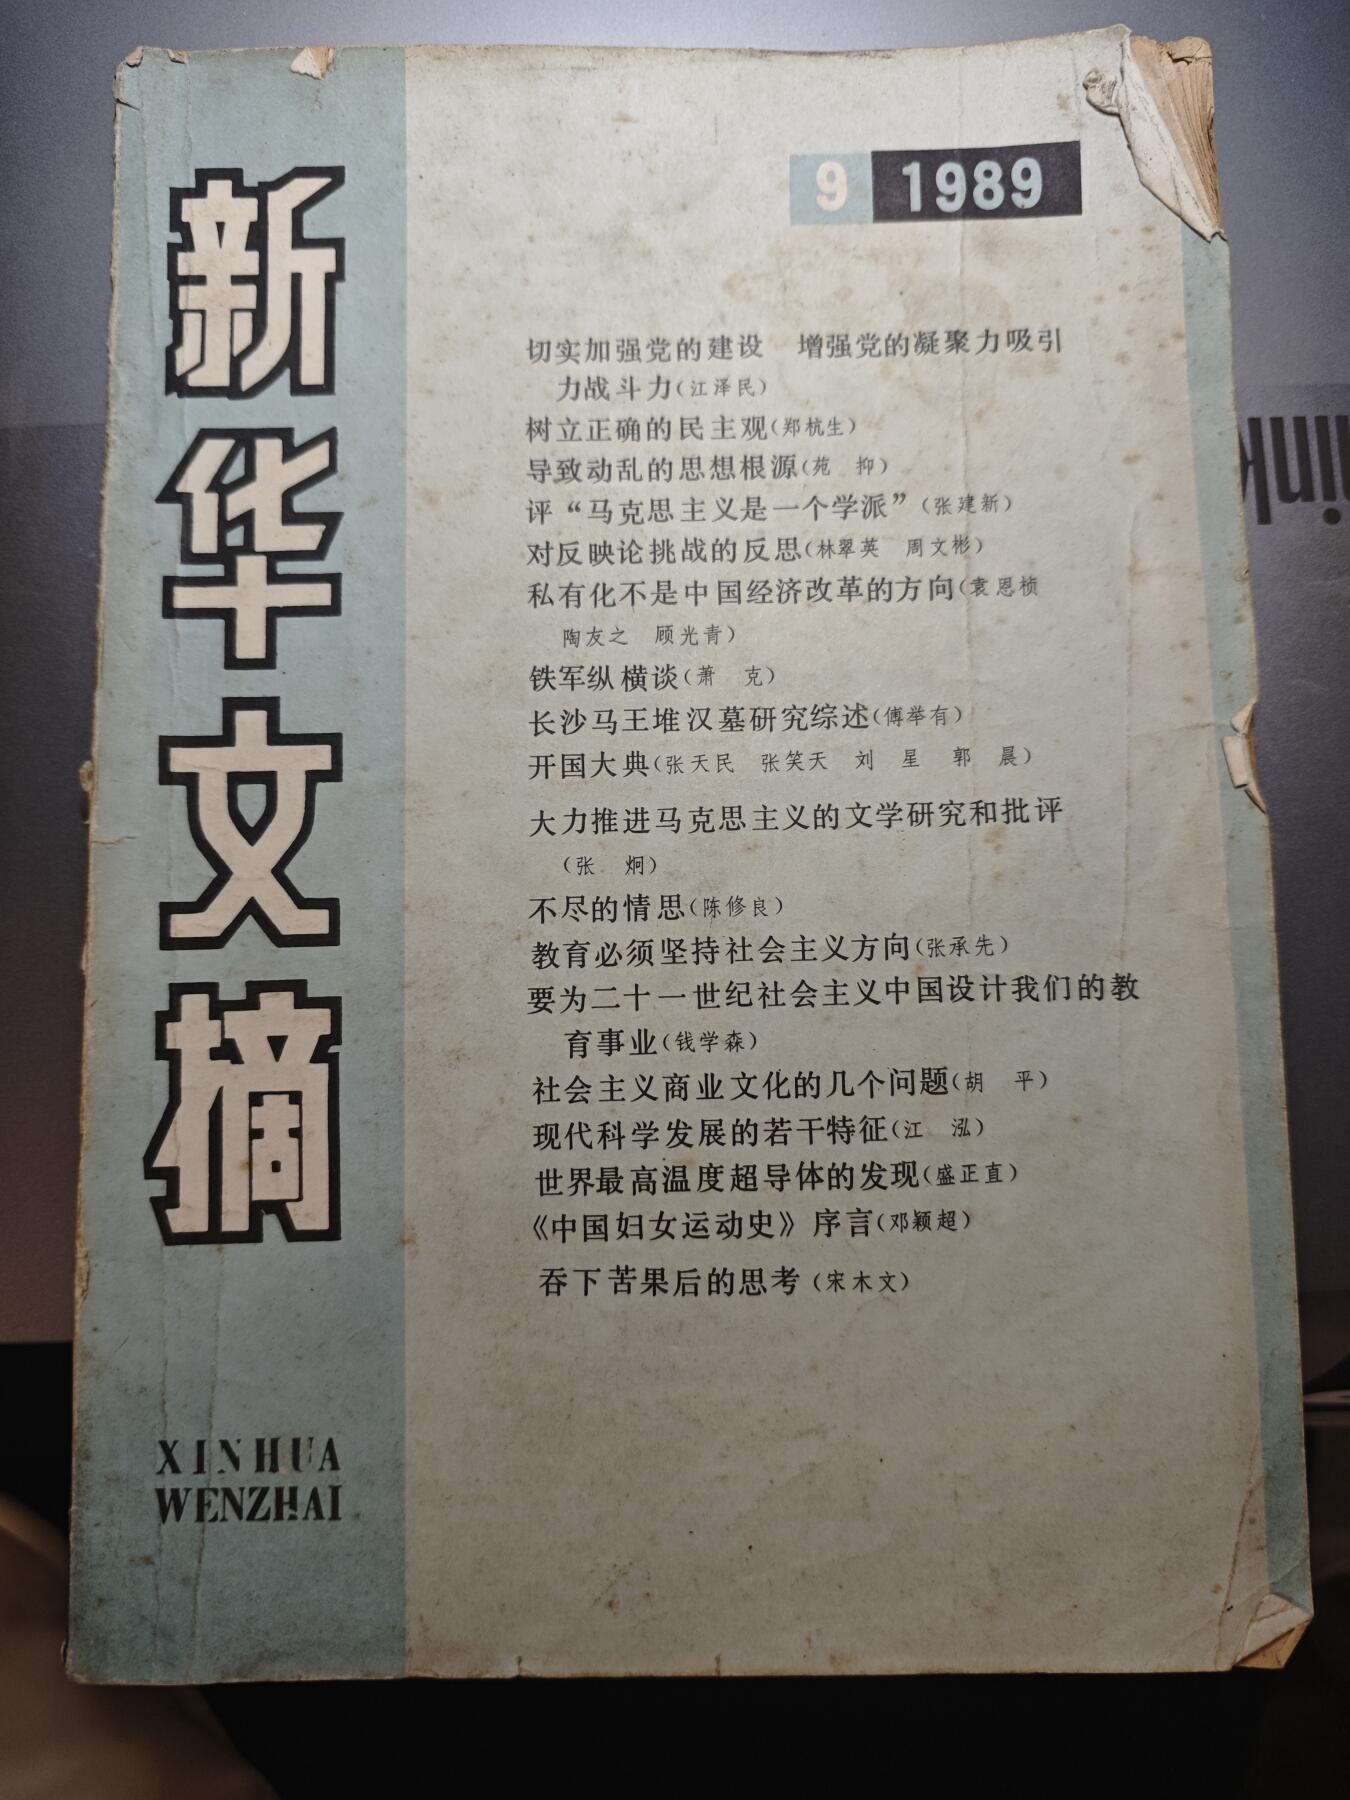 新华文摘
XINHUA
WENZHAI
9 1989
切实加强党的建设　增强党的凝聚力吸引
力战斗力(江泽民)
树立正确的民主观(郑杭生)
导致动乱的思想根源(苑　抑)
评“马克思主义是一个学派”(张建新)
对反映论挑战的反思(林翠英　周文彬)
私有化不是中国经济改革的方向(袁恩桢
陶友之　顾光青)
铁军纵横谈(萧　克)
长沙马王堆汉墓研究综述(傅举有)
开国大典(张天民　张笑天　刘　星　郭　晨)
大力推进马克思主义的文学研究和批评
(张　炯)
不尽的情思(陈修良)
教育必须坚持社会主义方向(张承先)
要为二十一世纪社会主义中国设计我们的教
育事业(钱学森)
社会主义商业文化的几个问题(胡　平)
现代科学发展的若干特征(江　泓)
世界最高温度超导体的发现(盛正直)
《中国妇女运动史》序言(邓颖超)
吞下苦果后的思考(宋木文)